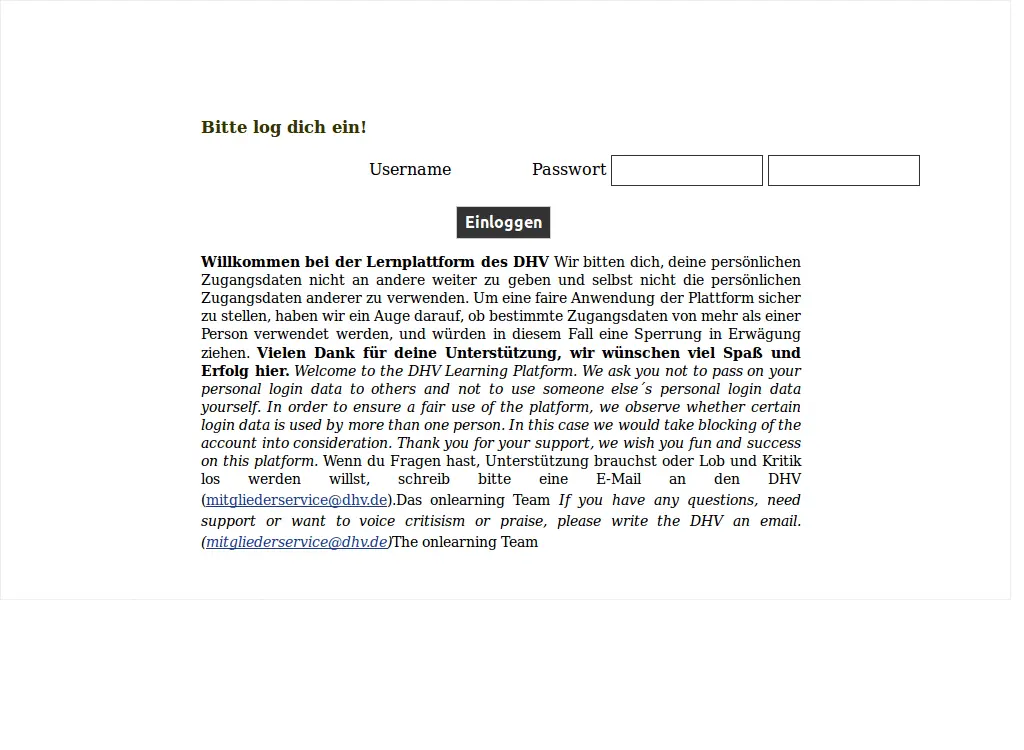 Bitte log dich ein!
Username Passwort
Einloggen
Willkommen bei der Lernplattform des DHV Wir bitten dich, deine persönlichen
Zugangsdaten nicht an andere weiter zu geben und selbst nicht die persönlichen
Zugangsdaten anderer zu verwenden. Um eine faire Anwendung der Plattform sicher
zu stellen, haben wir ein Auge darauf, ob bestimmte Zugangsdaten von mehr als einer
Person verwendet werden, und würden in diesem Fall eine Sperrung in Erwägung
ziehen. Vielen Dank für deine Unterstützung, wir wünschen viel Spaß und
Erfolg hier. Welcome to the DHV Learning Platform. We ask you not to pass on your
personal login data to others and not to use someone else´s personal login data
yourself. In order to ensure a fair use of the platform, we observe whether certain
login data is used by more than one person. In this case we would take blocking of the
account into consideration. Thank you for your support, we wish you fun and success
on this platform. Wenn du Fragen hast, Unterstützung brauchst oder Lob und Kritik
los werden willst, schreib bitte eine E-Mail an den DHV
(mitgliederservice@dhv.de).Das onlearning Team If you have any questions, need
support or want to voice critisism or praise, please write the DHV an email.
(mitgliederservice@dhv.de)The onlearning Team